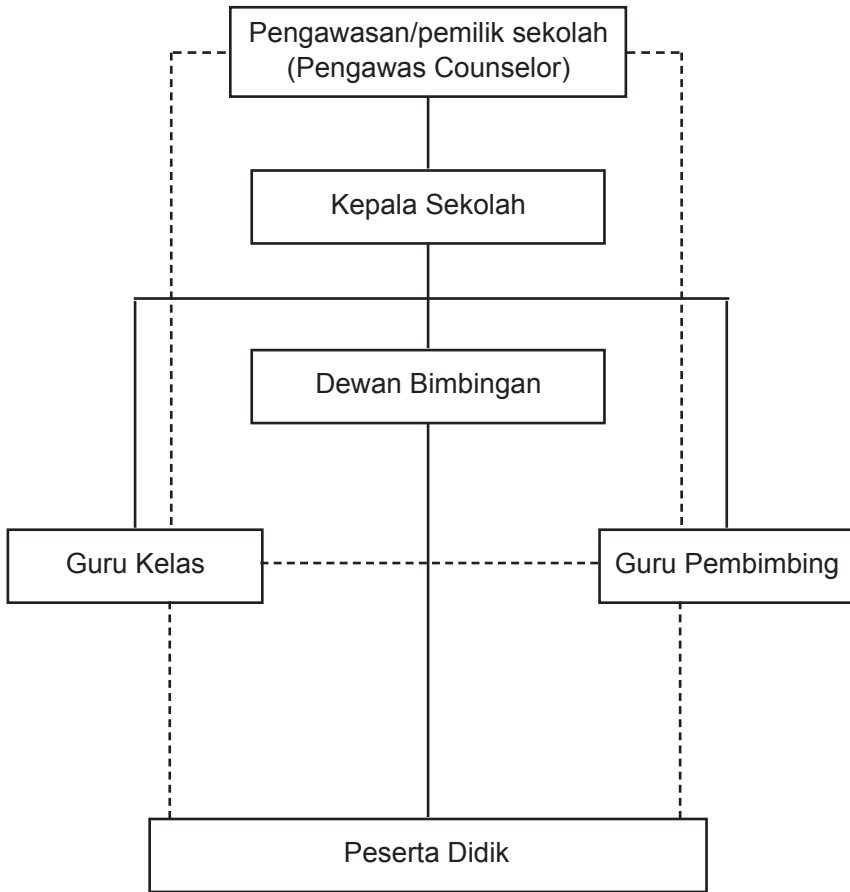 Pengawasan/pemilik sekolah
(Pengawas Counselor)
Kepala Sekolah
Dewan Bimbingan
Guru Kelas
Guru Pembimbing
Peserta Didik